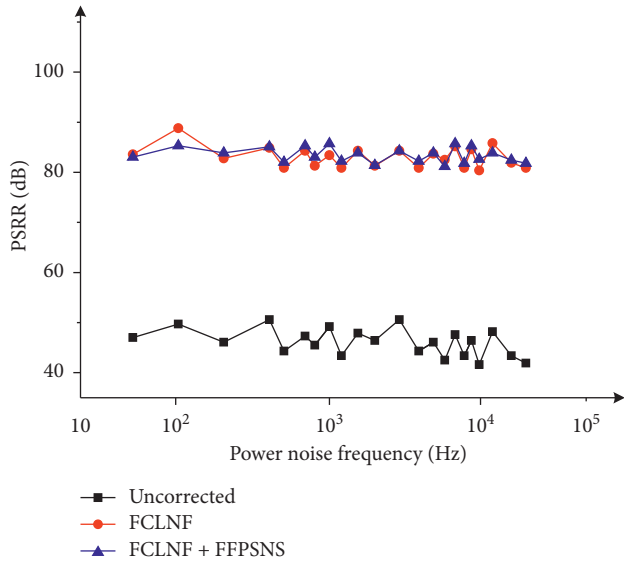 100
80
60
40
PSRR (dB)
10 10² 10³ 10⁴ 10⁵
Power noise frequency (Hz)
Uncorrected
FCLNF
FCLNF + FFPSNS